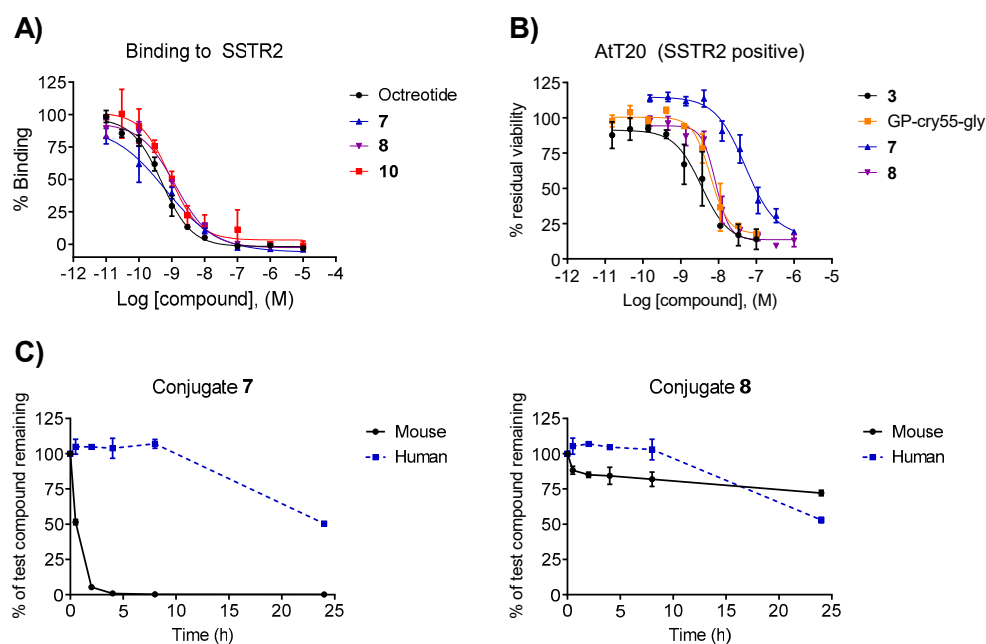 A)
Binding to SSTR2
% Binding
125
100
75
50
25
0
-12 -11 -10 -9 -8 -7 -6 -5 -4
Log [compound], (M)
Octreotide
7
8
10
B)
AtT20 (SSTR2 positive)
% residual viability
125
100
75
50
25
0
-12 -11 -10 -9 -8 -7 -6 -5
Log [compound], (M)
3
GP-cry55-gly
7
8
C)
Conjugate 7
% of test compound remaining
125
100
75
50
25
0
0 5 10 15 20 25
Time (h)
Mouse
Human
Conjugate 8
% of test compound remaining
125
100
75
50
25
0
0 5 10 15 20 25
Time (h)
Mouse
Human